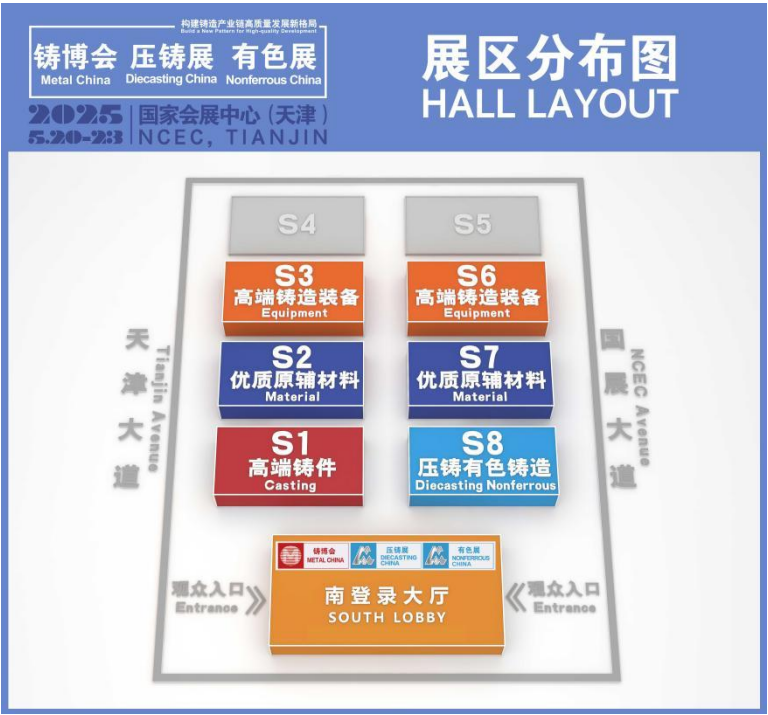 构建铸造产业链高质量发展新格局
Build a New Pattern for High-quality Development
铸博会 压铸展 有色展
Metal China Diecasting China Nonferrous China
2025 国家会展中心（天津）
5.20-23 NCEC, TIANJIN
展区分布图
HALL LAYOUT
S4
S5
S3
高端铸造装备
Equipment
S6
高端铸造装备
Equipment
天津大道
Tianjin Avenue
国展大道
NCEC Avenue
S2
优质原辅材料
Material
S7
优质原辅材料
Material
S1
高端铸件
Casting
S8
压铸有色铸造
Diecasting Nonferrous
铸博会
METAL CHINA
压铸展
DIECASTING
CHINA
有色展
NONFERROUS
CHINA
南登录大厅
SOUTH LOBBY
观众入口
Entrance
观众入口
Entrance